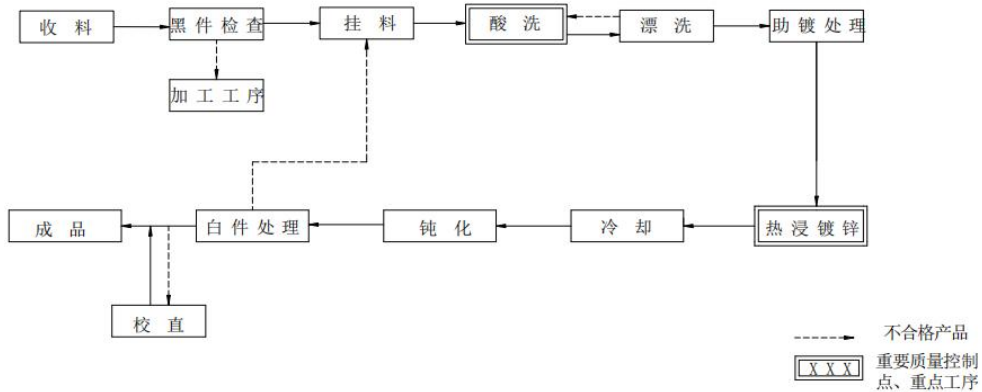 收料
黑件检查
挂料
酸洗
漂洗
助镀处理
加工工序
成品
白件处理
钝化
冷却
热浸镀锌
校直
不合格产品
XXX
重要质量控制
点、重点工序